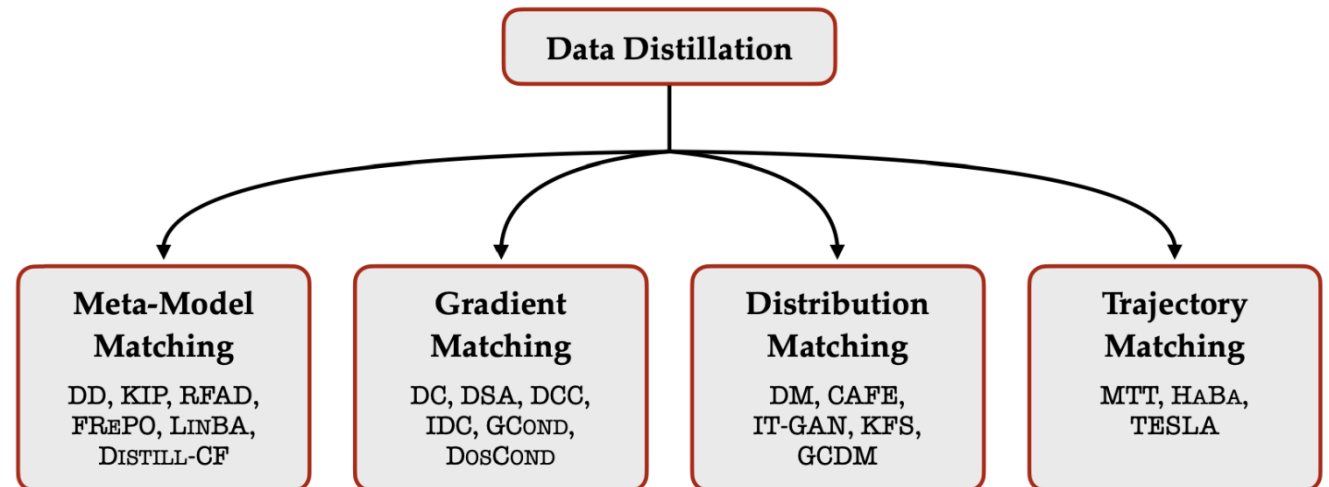 Data Distillation
Meta-Model
Matching
DD, KIP, RFAD,
FREPO, LINBA,
DISTILL-CF
Gradient
Matching
DC, DSA, DCC,
IDC, GCOND,
DOSCOND
Distribution
Matching
DM, CAFE,
IT-GAN, KFS,
GCDM
Trajectory
Matching
MTT, HABA,
TESLA